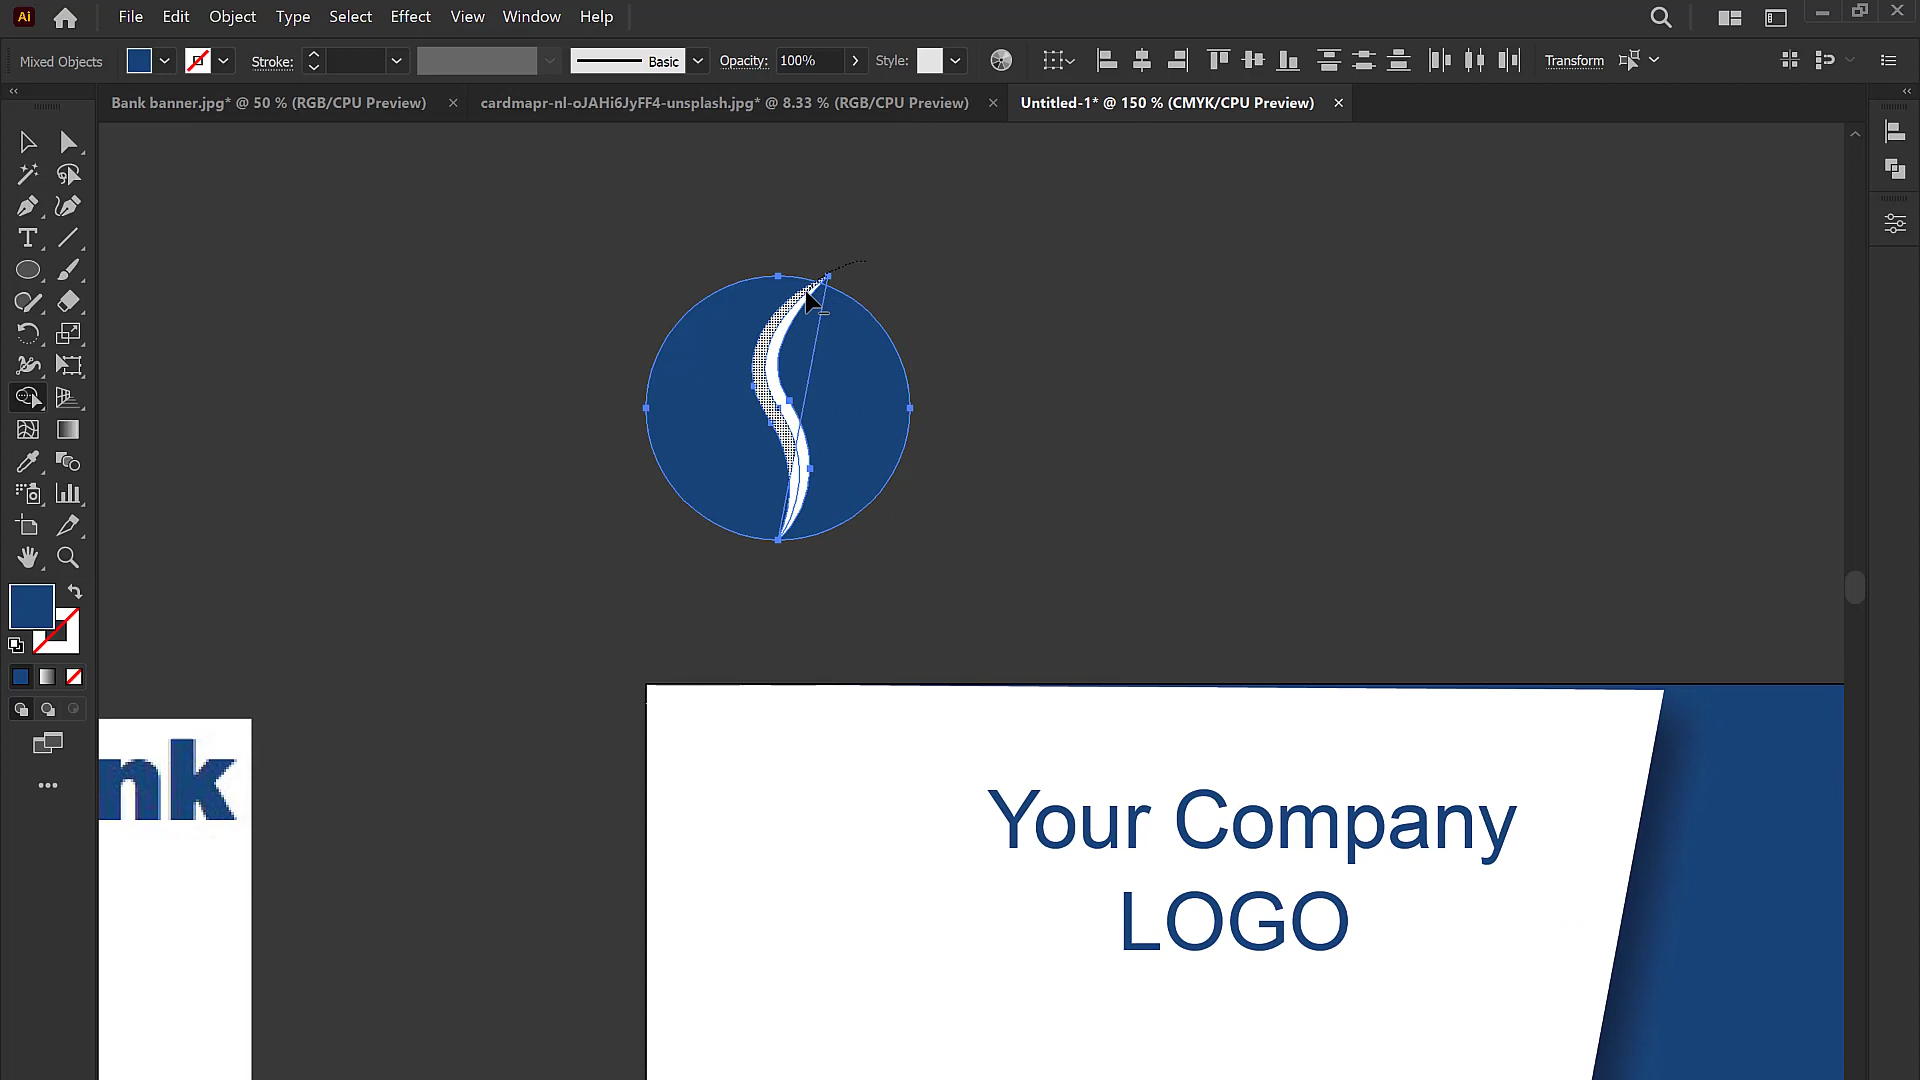 Ai File Edit Object Type Select Effect View Window Help
Mixed Objects Stroke: Basic Opacity: 100% Style: Transform
Bank banner.jpg* @ 50 % (RGB/CPU Preview) × cardmapr-nl-oJAHi6JyFF4-unsplash.jpg* @ 8.33 % (RGB/CPU Preview) × Untitled-1* @ 150 % (CMYK/CPU Preview) ×
nk
Your Company
LOGO